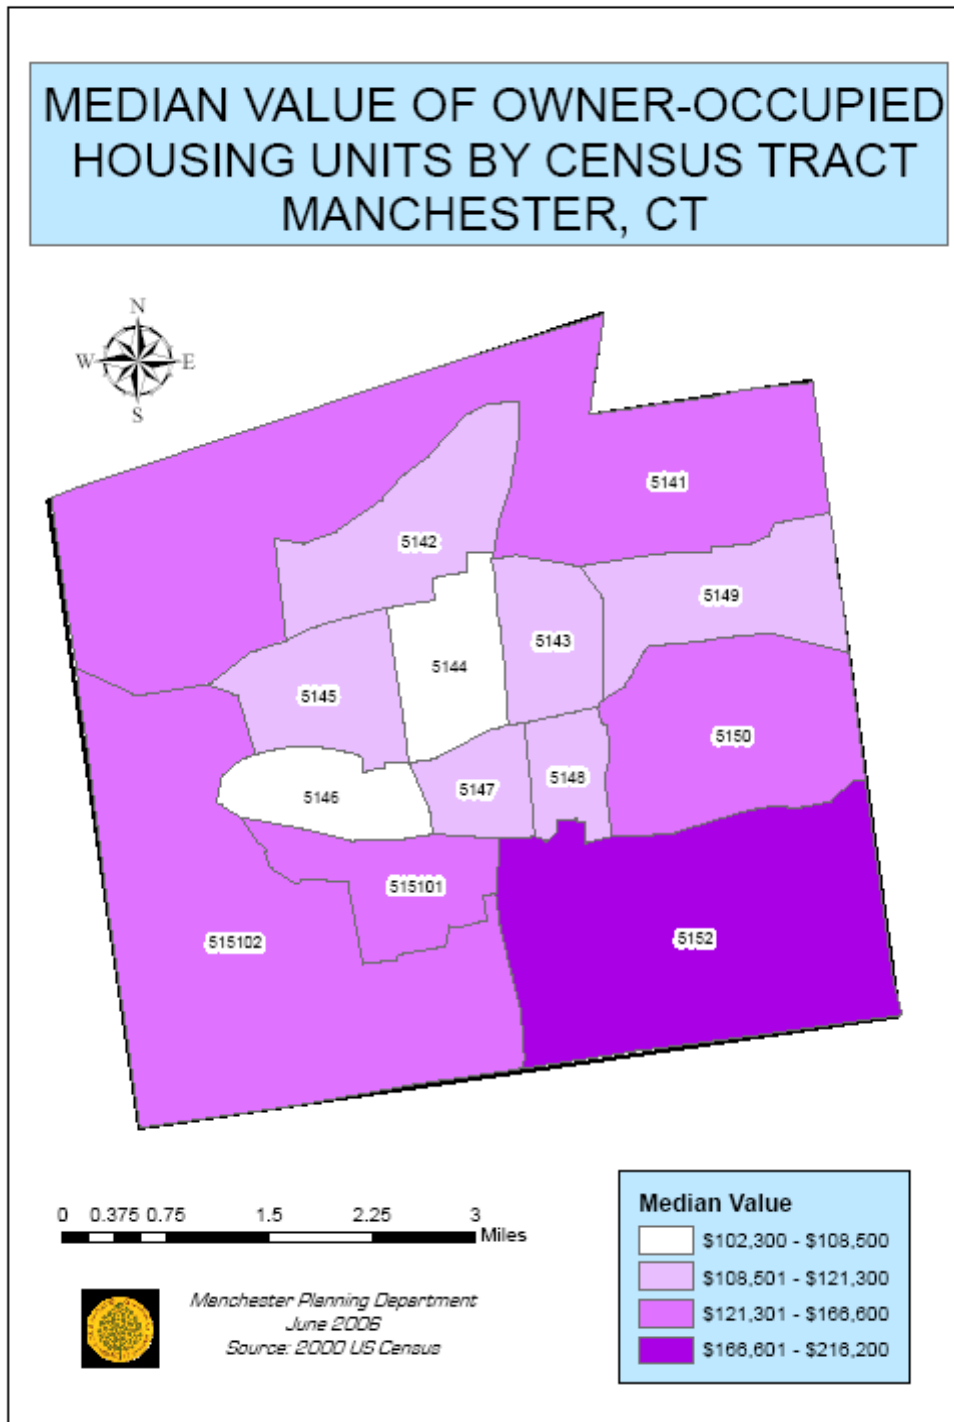 MEDIAN VALUE OF OWNER-OCCUPIED
HOUSING UNITS BY CENSUS TRACT
MANCHESTER, CT
N
W E
S
5141
5142
5149
5143
5144
5145
5150
5148
5147
5146
515101
5152
515102
0 0.375 0.75 1.5 2.25 3
Miles
Manchester Planning Department
June 2006
Source: 2000 US Census
Median Value
$102,300 - $108,500
$108,501 - $121,300
$121,301 - $166,600
$166,601 - $216,200